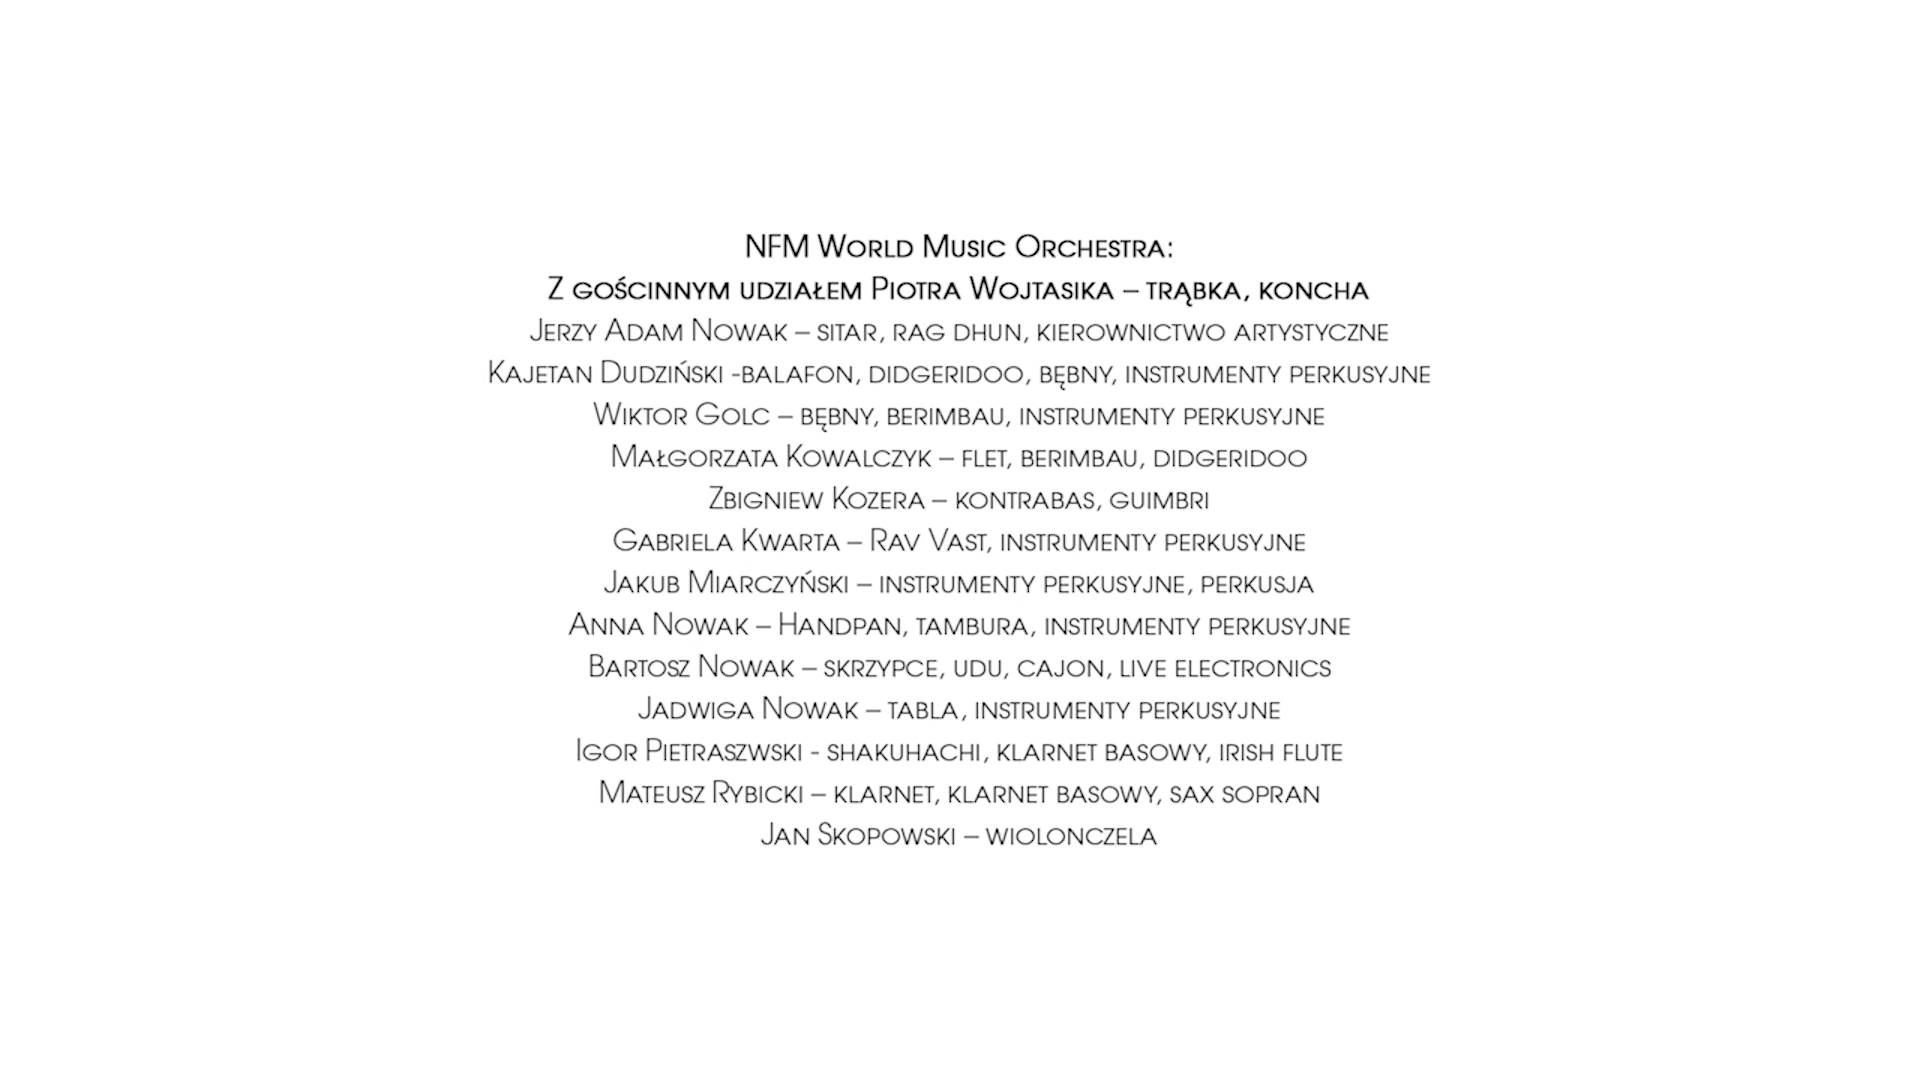 NFM World Music Orchestra:
Z gościnnym udziałem Piotra Wojtasika – trąbka, koncha
Jerzy Adam Nowak – sitar, rag dhun, kierownictwo artystyczne
Kajetan Dudziński -balafon, didgeridoo, bębny, instrumenty perkusyjne
Wiktor Golc – bębny, berimbau, instrumenty perkusyjne
Małgorzata Kowalczyk – flet, berimbau, didgeridoo
Zbigniew Kozera – kontrabas, guimbri
Gabriela Kwarta – Rav Vast, instrumenty perkusyjne
Jakub Miarczyński – instrumenty perkusyjne, perkusja
Anna Nowak – Handpan, tambura, instrumenty perkusyjne
Bartosz Nowak – skrzypce, udu, cajon, live electronics
Jadwiga Nowak – tabla, instrumenty perkusyjne
Igor Pietraszwski - shakuhachi, klarnet basowy, irish flute
Mateusz Rybicki – klarnet, klarnet basowy, sax sopran
Jan Skopowski – wiolonczela